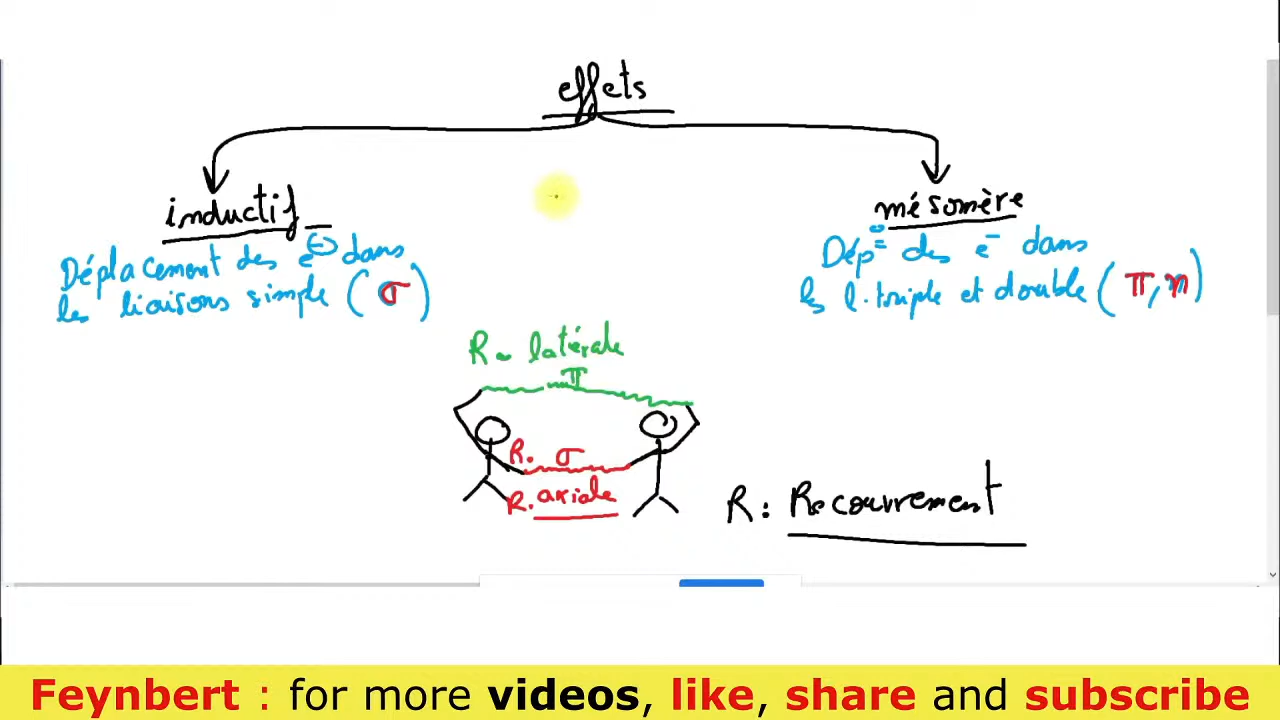 effets
inductif
Déplacement des e⊖ dans
les liaisons simple (σ)
mésomère
Dép= des e⁻ dans
les l. triple et double (π, n)
R. latérale
π
R. σ
R. axiale
R : Recouvrement
Feynbert : for more videos, like, share and subscribe